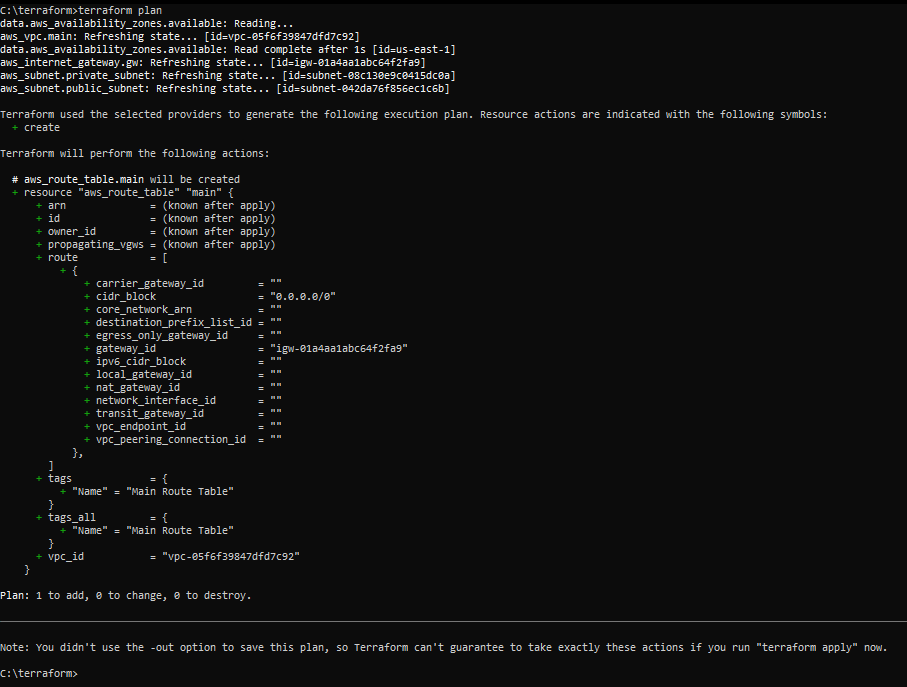 C:\terraform>terraform plan
data.aws_availability_zones.available: Reading...
aws_vpc.main: Refreshing state... [id=vpc-05f6f39847dfd7c92]
data.aws_availability_zones.available: Read complete after 1s [id=us-east-1]
aws_internet_gateway.gw: Refreshing state... [id=igw-01a4aa1abc64f2fa9]
aws_subnet.private_subnet: Refreshing state... [id=subnet-08c130e9c0415dc0a]
aws_subnet.public_subnet: Refreshing state... [id=subnet-042da76f856ec1c6b]
Terraform used the selected providers to generate the following execution plan. Resource actions are indicated with the following symbols:
  + create
Terraform will perform the following actions:
  # aws_route_table.main will be created
  + resource "aws_route_table" "main" {
      + arn              = (known after apply)
      + id               = (known after apply)
      + owner_id         = (known after apply)
      + propagating_vgws = (known after apply)
      + route            = [
          + {
              + carrier_gateway_id         = ""
              + cidr_block                 = "0.0.0.0/0"
              + core_network_arn           = ""
              + destination_prefix_list_id = ""
              + egress_only_gateway_id     = ""
              + gateway_id                 = "igw-01a4aa1abc64f2fa9"
              + ipv6_cidr_block            = ""
              + local_gateway_id           = ""
              + nat_gateway_id             = ""
              + network_interface_id       = ""
              + transit_gateway_id         = ""
              + vpc_endpoint_id            = ""
              + vpc_peering_connection_id  = ""
            },
        ]
      + tags             = {
          + "Name" = "Main Route Table"
        }
      + tags_all         = {
          + "Name" = "Main Route Table"
        }
      + vpc_id           = "vpc-05f6f39847dfd7c92"
    }
Plan: 1 to add, 0 to change, 0 to destroy.
Note: You didn't use the -out option to save this plan, so Terraform can't guarantee to take exactly these actions if you run "terraform apply" now.
C:\terraform>